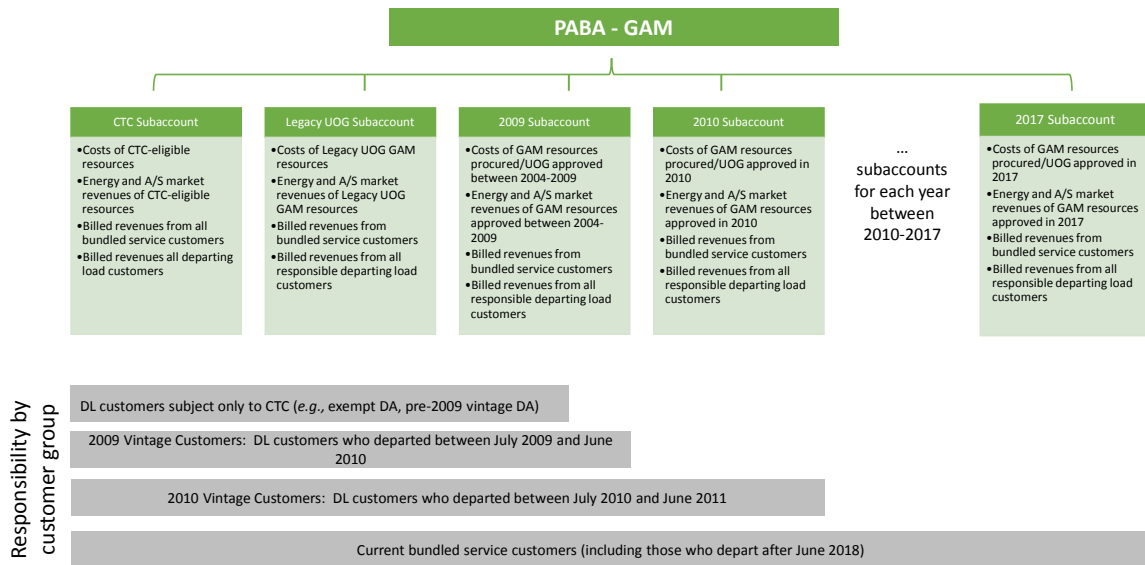 PABA - GAM
CTC Subaccount
•Costs of CTC-eligible
resources
•Energy and A/S market
revenues of CTC-eligible
resources
•Billed revenues from all
bundled service customers
•Billed revenues all departing
load customers
Legacy UOG Subaccount
•Costs of Legacy UOG GAM
resources
•Energy and A/S market
revenues of Legacy UOG
GAM resources
•Billed revenues from
bundled service customers
•Billed revenues from all
responsible departing load
customers
2009 Subaccount
•Costs of GAM resources
procured/UOG approved
between 2004-2009
•Energy and A/S market
revenues of GAM resources
approved between 2004-
2009
•Billed revenues from
bundled service customers
•Billed revenues from all
responsible departing load
customers
2010 Subaccount
•Costs of GAM resources
procured/UOG approved in
2010
•Energy and A/S market
revenues of GAM resources
approved in 2010
•Billed revenues from
bundled service customers
•Billed revenues from all
responsible departing load
customers
...
subaccounts
for each year
between
2010-2017
2017 Subaccount
•Costs of GAM resources
procured/UOG approved in
2017
•Energy and A/S market
revenues of GAM resources
approved in 2017
•Billed revenues from
bundled service customers
•Billed revenues from all
responsible departing load
customers
Responsibility by
customer group
DL customers subject only to CTC (e.g., exempt DA, pre-2009 vintage DA)
2009 Vintage Customers: DL customers who departed between July 2009 and June
2010
2010 Vintage Customers: DL customers who departed between July 2010 and June 2011
Current bundled service customers (including those who depart after June 2018)